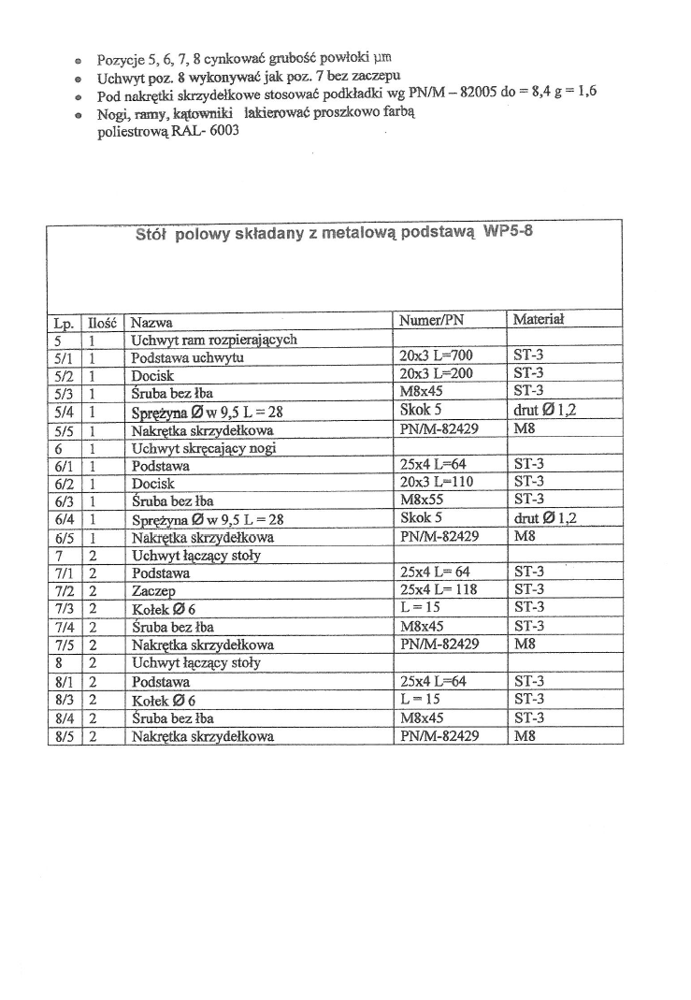 • Pozycje 5, 6, 7, 8 cynkować grubość powłoki µm
• Uchwyt poz. 8 wykonywać jak poz. 7 bez zaczepu
• Pod nakrętki skrzydełkowe stosować podkładki wg PN/M – 82005 do = 8,4 g = 1,6
• Nogi, ramy, kątowniki lakierować proszkowo farbą
poliestrową RAL- 6003
Stół polowy składany z metalową podstawą WP5-8
Lp. Ilość Nazwa Numer/PN Materiał
5 1 Uchwyt ram rozpierających
5/1 1 Podstawa uchwytu 20x3 L=700 ST-3
5/2 1 Docisk 20x3 L=200 ST-3
5/3 1 Śruba bez łba M8x45 ST-3
5/4 1 Sprężyna Ø w 9,5 L = 28 Skok 5 drut Ø 1,2
5/5 1 Nakrętka skrzydełkowa PN/M-82429 M8
6 1 Uchwyt skręcający nogi
6/1 1 Podstawa 25x4 L=64 ST-3
6/2 1 Docisk 20x3 L=110 ST-3
6/3 1 Śruba bez łba M8x55 ST-3
6/4 1 Sprężyna Ø w 9,5 L = 28 Skok 5 drut Ø 1,2
6/5 1 Nakrętka skrzydełkowa PN/M-82429 M8
7 2 Uchwyt łączący stoły
7/1 2 Podstawa 25x4 L= 64 ST-3
7/2 2 Zaczep 25x4 L= 118 ST-3
7/3 2 Kołek Ø 6 L = 15 ST-3
7/4 2 Śruba bez łba M8x45 ST-3
7/5 2 Nakrętka skrzydełkowa PN/M-82429 M8
8 2 Uchwyt łączący stoły
8/1 2 Podstawa 25x4 L=64 ST-3
8/3 2 Kołek Ø 6 L = 15 ST-3
8/4 2 Śruba bez łba M8x45 ST-3
8/5 2 Nakrętka skrzydełkowa PN/M-82429 M8